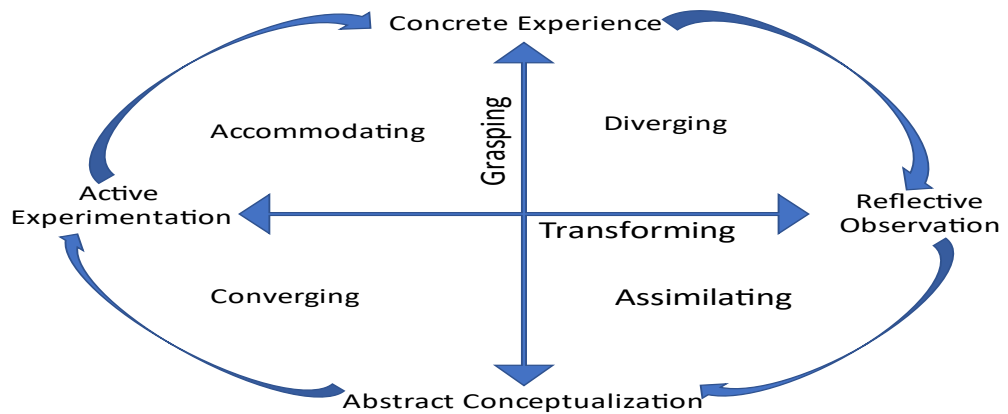 Concrete Experience
Grasping
Accommodating
Diverging
Active
Experimentation
Reflective
Observation
Transforming
Converging
Assimilating
Abstract Conceptualization